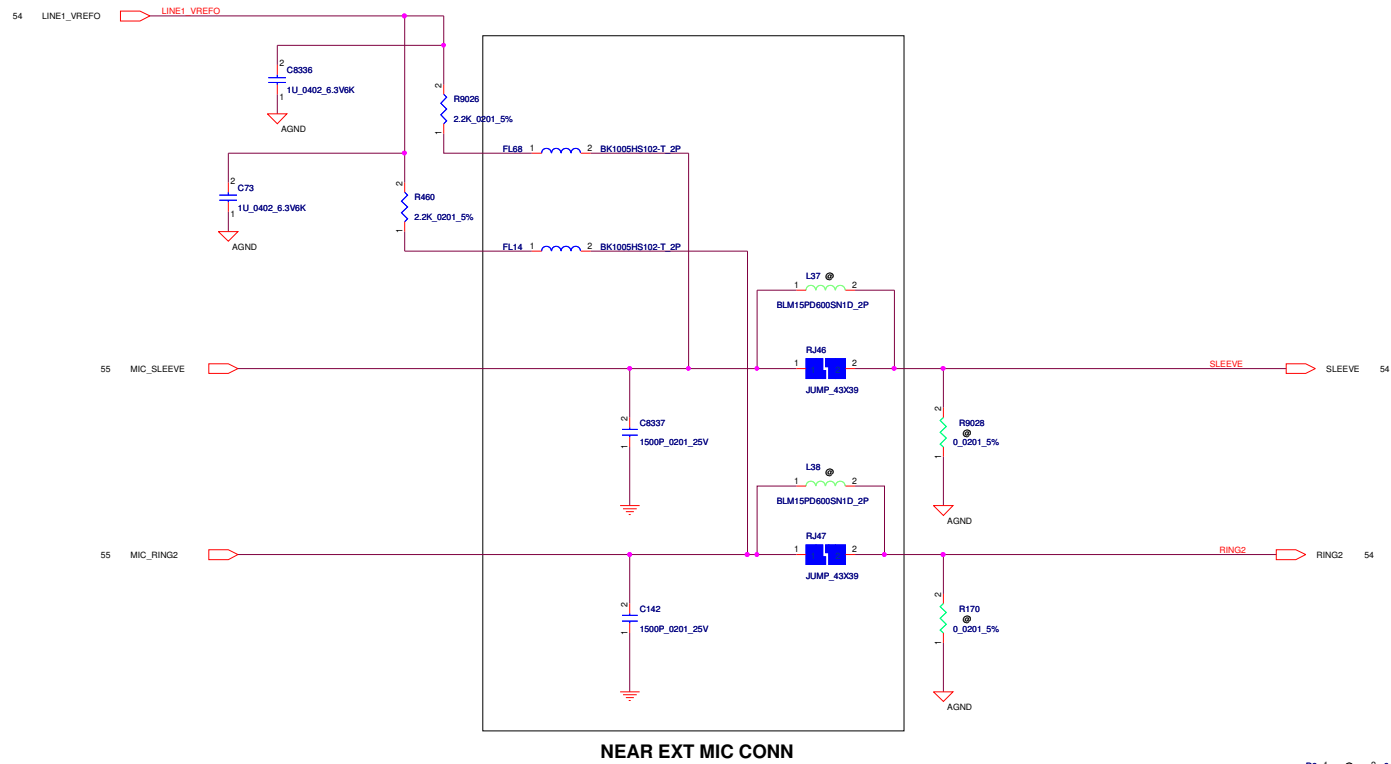 54 LINE1_VREFO LINE1_VREFO
2
C8336
1U_0402_6.3V6K
1
AGND
2
R9026
2.2K_0201_5%
1
FL68 1 2 BK1005HS102-T_2P
2
C73
1U_0402_6.3V6K
1
AGND
2
R460
2.2K_0201_5%
1
FL14 1 2 BK1005HS102-T_2P
L37 @
1 2
BLM15PD600SN1D_2P
RJ46
55 MIC_SLEEVE 1 2 SLEEVE SLEEVE 54
JUMP_43X39
2
C8337
1500P_0201_25V
1
2
R9028
@
0_0201_5%
1
AGND
L38 @
1 2
BLM15PD600SN1D_2P
RJ47
55 MIC_RING2 1 2 RING2 RING2 54
JUMP_43X39
2
C142
1500P_0201_25V
1
2
R170
@
0_0201_5%
1
AGND
NEAR EXT MIC CONN